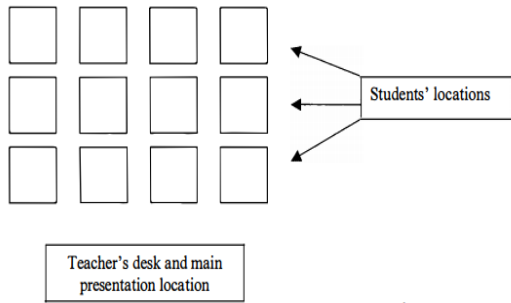 Students’ locations
Teacher’s desk and main
presentation location